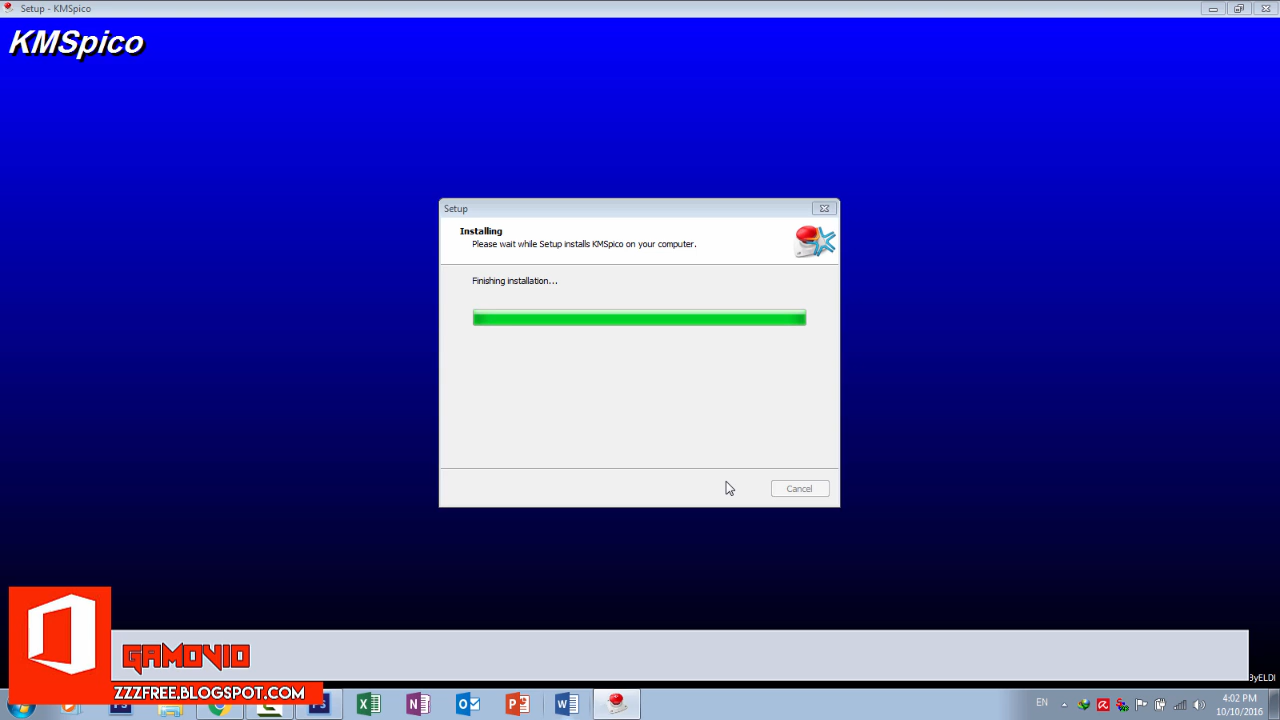 Setup - KMSpico
KMSpico
Setup
Installing
Please wait while Setup installs KMSpico on your computer.
Finishing installation...
Cancel
GAMOVIO
ZZZFREE.BLOGSPOT.COM
ByELDI
EN
4:02 PM
10/10/2016